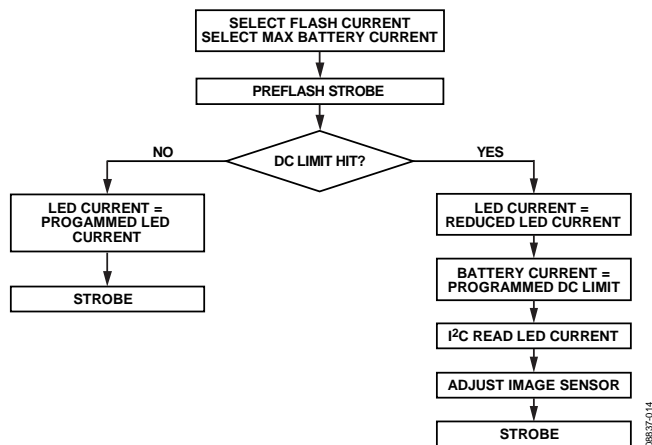 SELECT FLASH CURRENT
SELECT MAX BATTERY CURRENT
PREFLASH STROBE
DC LIMIT HIT?
NO
YES
LED CURRENT =
PROGAMMED LED
CURRENT
STROBE
LED CURRENT =
REDUCED LED CURRENT
BATTERY CURRENT =
PROGRAMMED DC LIMIT
I²C READ LED CURRENT
ADJUST IMAGE SENSOR
STROBE
08837-014